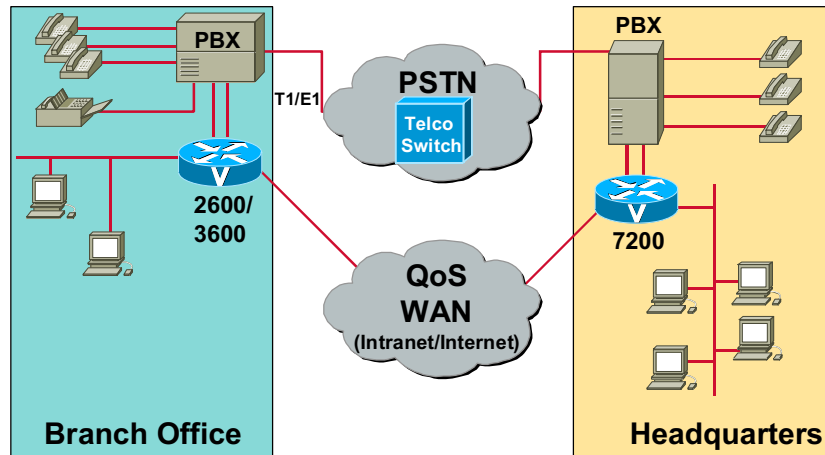 PBX
PBX
T1/E1
PSTN
Telco
Switch
V
2600/
3600
V
7200
QoS
WAN
(Intranet/Internet)
Branch Office
Headquarters